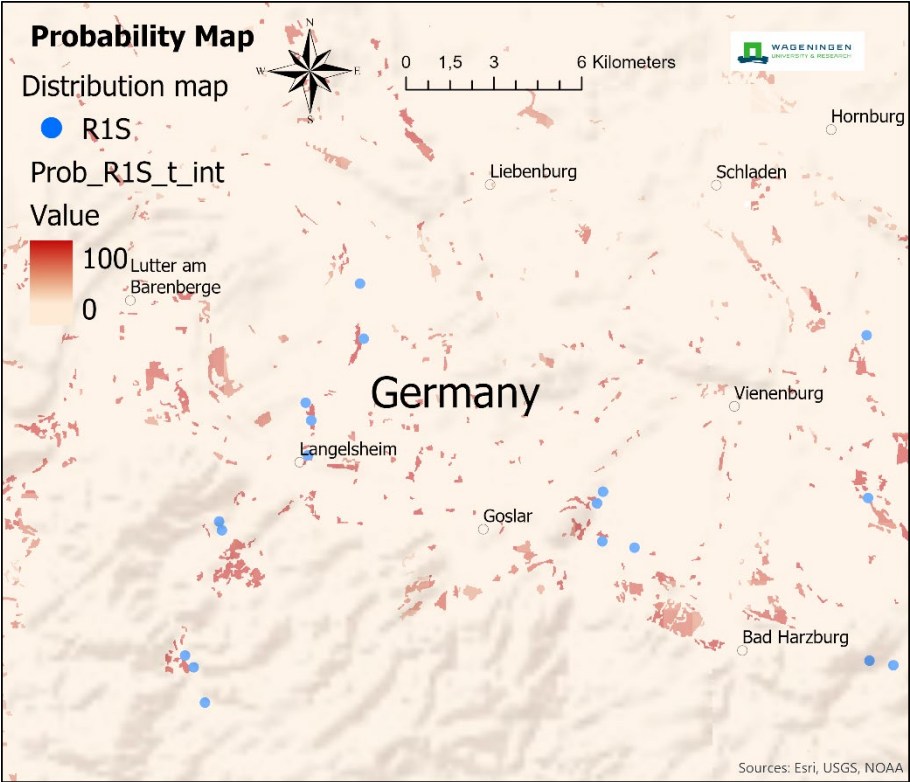 Probability Map
Distribution map
R1S
Prob_R1S_t_int
Value
100
0
N
W
E
S
0 1,5 3 6 Kilometers
WAGENINGEN
UNIVERSITY & RESEARCH
Hornburg
Liebenburg
Schladen
Lutter am
Barenberge
Germany
Vienenburg
Langelsheim
Goslar
Bad Harzburg
Sources: Esri, USGS, NOAA